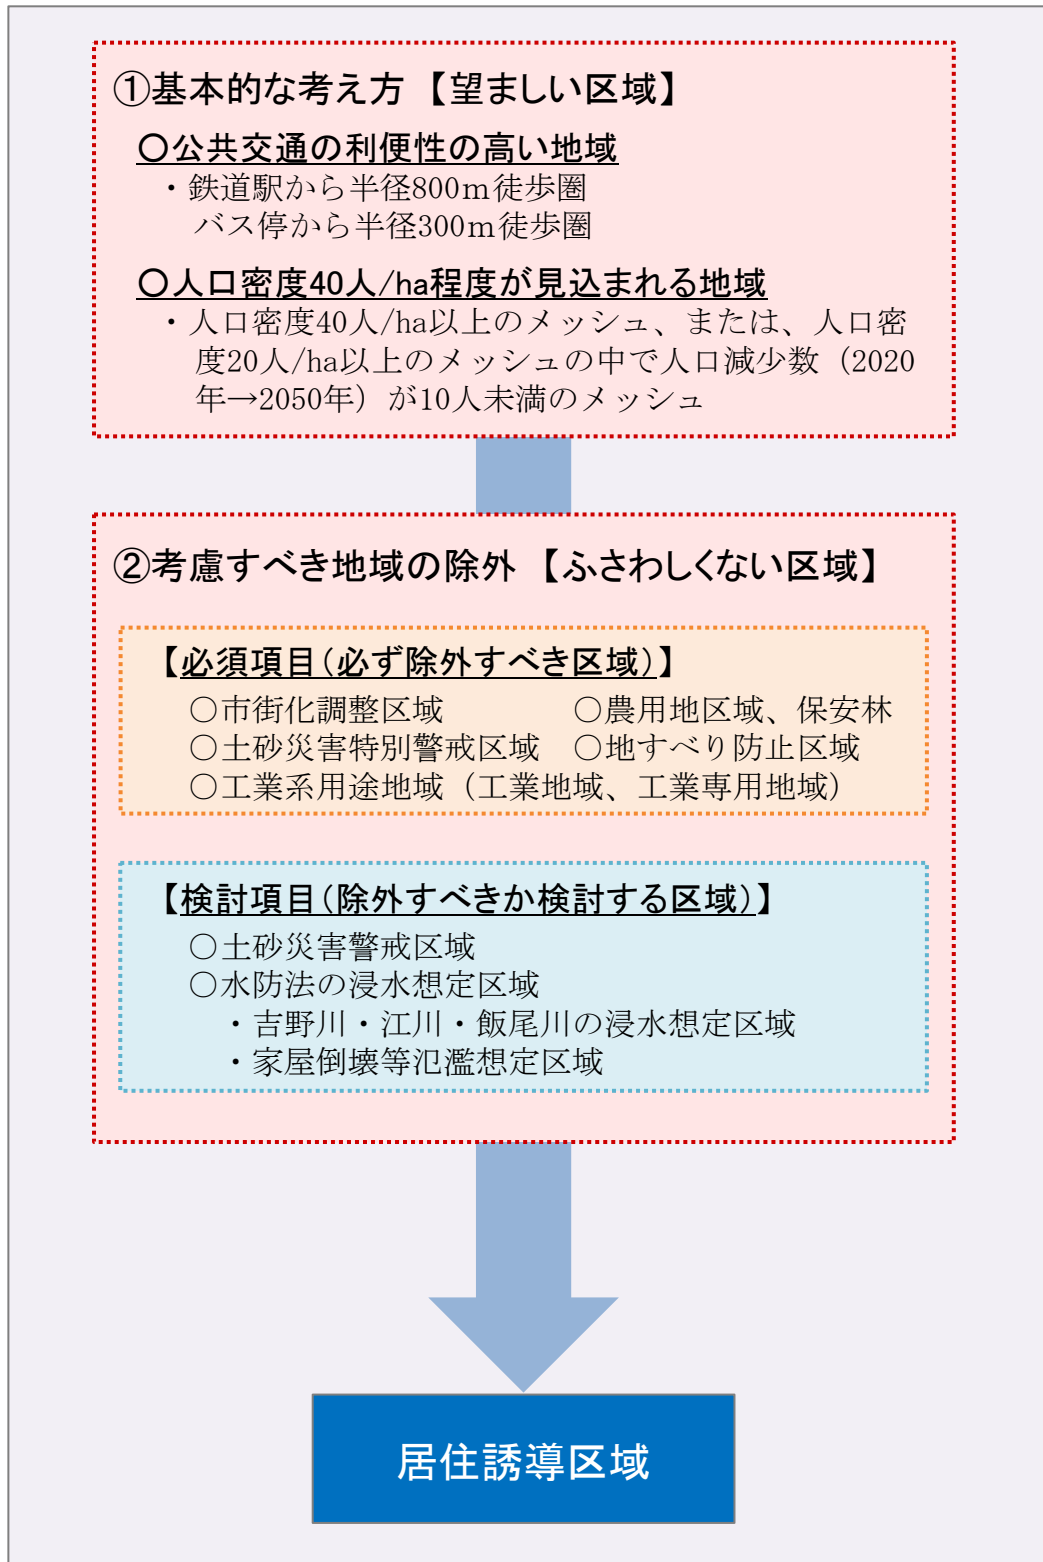 ①基本的な考え方 【望ましい区域】
〇公共交通の利便性の高い地域
・鉄道駅から半径800ｍ徒歩圏
バス停から半径300ｍ徒歩圏
〇人口密度40人/ha程度が見込まれる地域
・人口密度40人/ha以上のメッシュ、または、人口密
度20人/ha以上のメッシュの中で人口減少数（2020
年→2050年）が10人未満のメッシュ
②考慮すべき地域の除外 【ふさわしくない区域】
【必須項目（必ず除外すべき区域）】
○市街化調整区域 ○農用地区域、保安林
○土砂災害特別警戒区域 ○地すべり防止区域
○工業系用途地域（工業地域、工業専用地域）
【検討項目（除外すべきか検討する区域）】
○土砂災害警戒区域
○水防法の浸水想定区域
・吉野川・江川・飯尾川の浸水想定区域
・家屋倒壊等氾濫想定区域
居住誘導区域